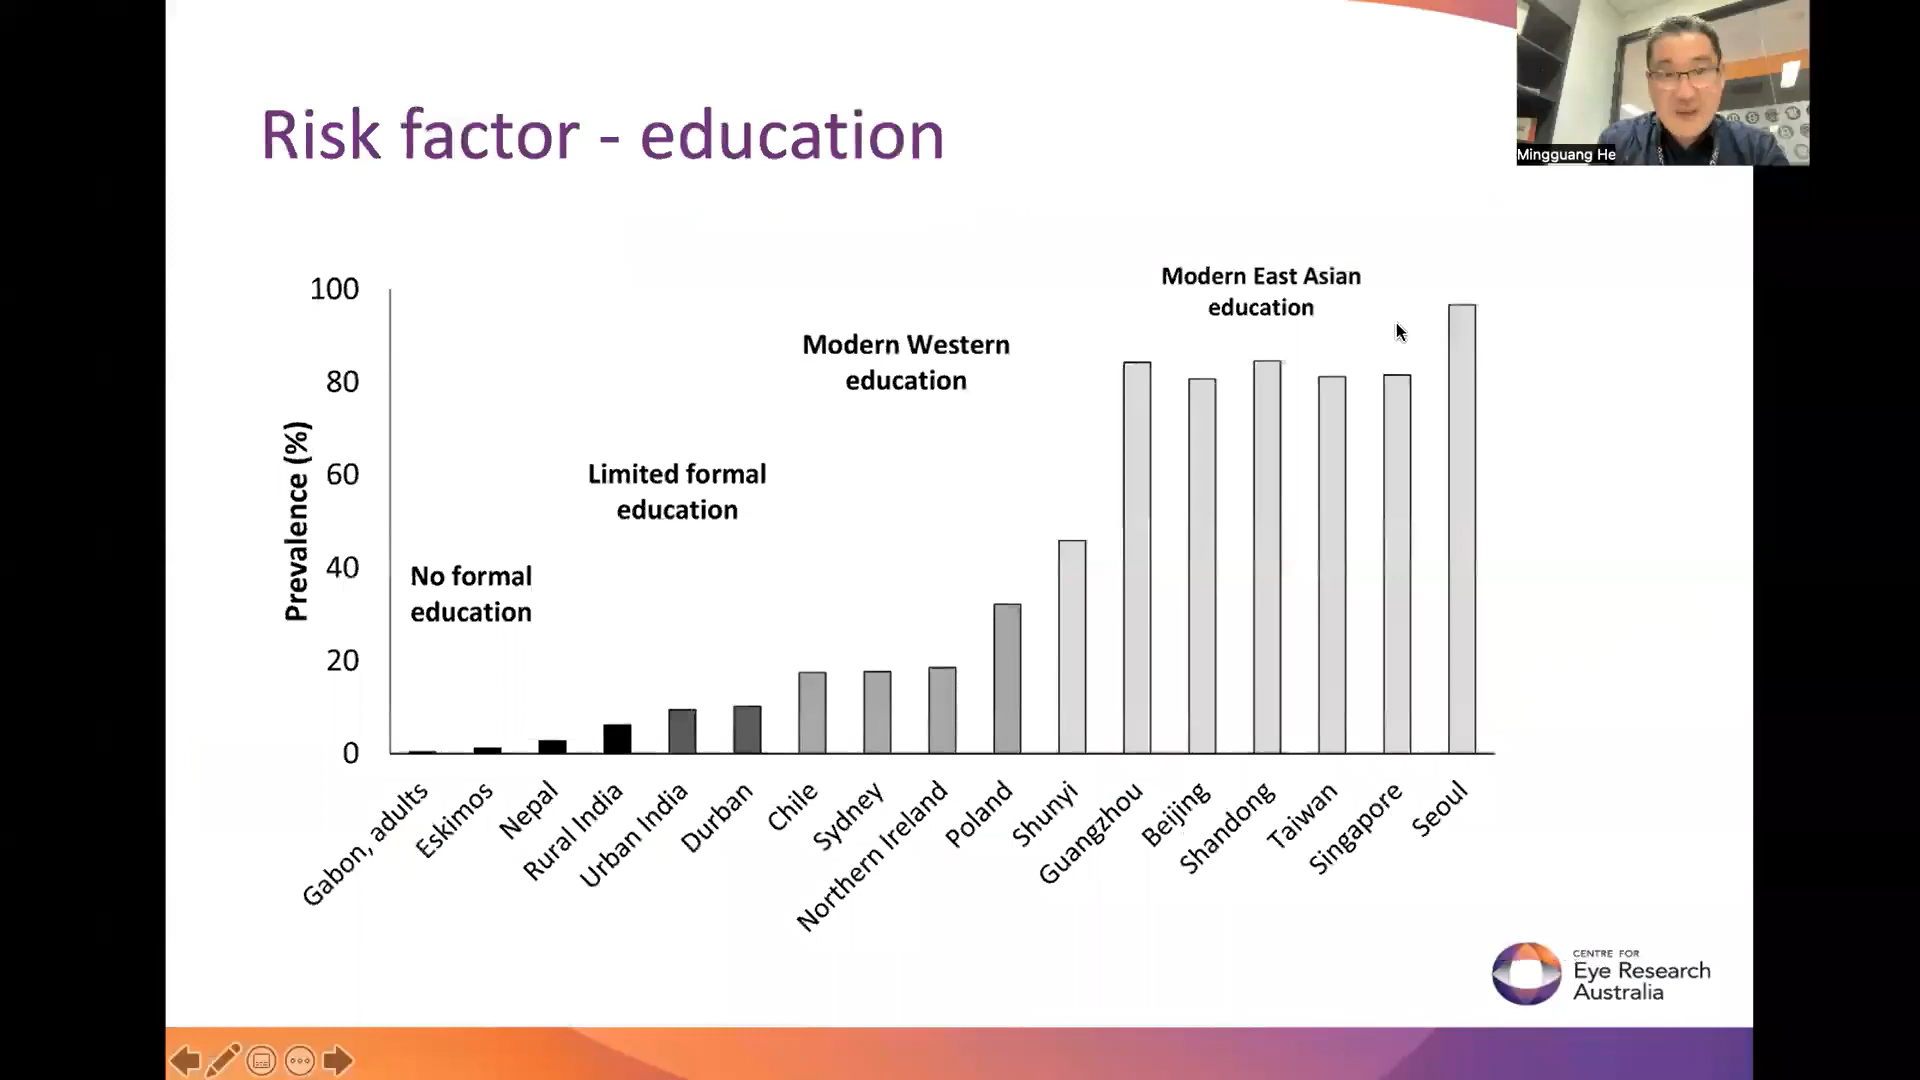 Risk factor - education
Mingguang He
Modern East Asian
education
Modern Western
education
Limited formal
education
No formal
education
Prevalence (%)
100
80
60
40
20
0
Gabon, adults
Eskimos
Nepal
Rural India
Urban India
Durban
Chile
Sydney
Northern Ireland
Poland
Shunyi
Guangzhou
Beijing
Shandong
Taiwan
Singapore
Seoul
CENTRE FOR
Eye Research
Australia